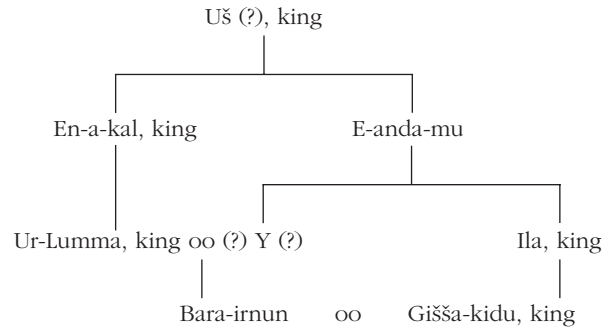 Uš (?), king
En-a-kal, king E-anda-mu
Ur-Lumma, king oo (?) Y (?) Ila, king
Bara-irnun oo Gišša-kidu, king